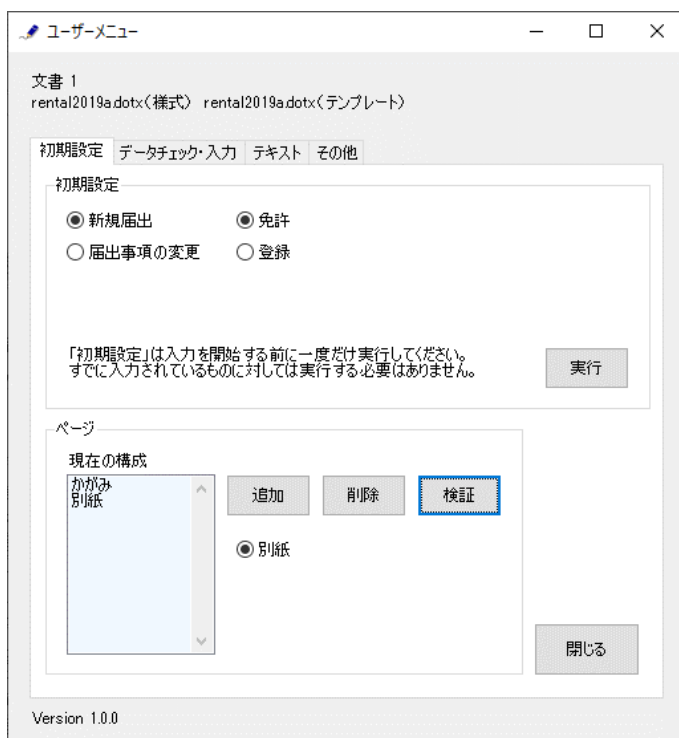 ユーザーメニュー
文書 1
rental2019a.dotx(様式) rental2019a.dotx(テンプレート)
初期設定 データチェック・入力 テキスト その他
初期設定
新規届出 免許
届出事項の変更 登録
「初期設定」は入力を開始する前に一度だけ実行してください。
すでに入力されているものに対しては実行する必要はありません。
実行
ページ
現在の構成
かがみ
別紙
追加 削除 検証
別紙
閉じる
Version 1.0.0